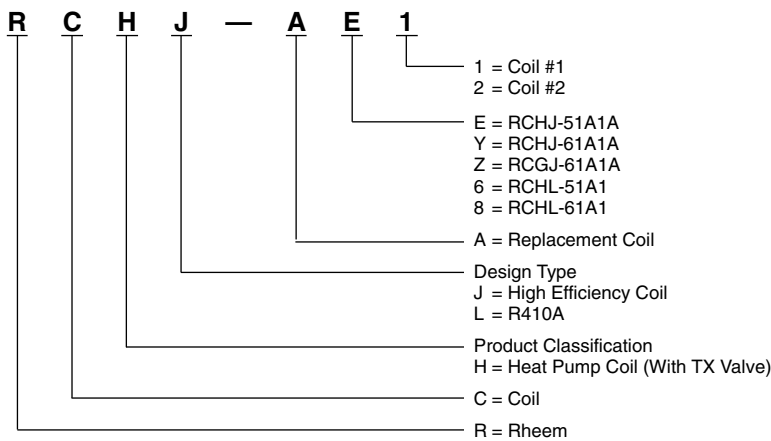 R C H J — A E 1
1 = Coil #1
2 = Coil #2
E = RCHJ-51A1A
Y = RCHJ-61A1A
Z = RCGJ-61A1A
6 = RCHL-51A1
8 = RCHL-61A1
A = Replacement Coil
Design Type
J = High Efficiency Coil
L = R410A
Product Classification
H = Heat Pump Coil (With TX Valve)
C = Coil
R = Rheem